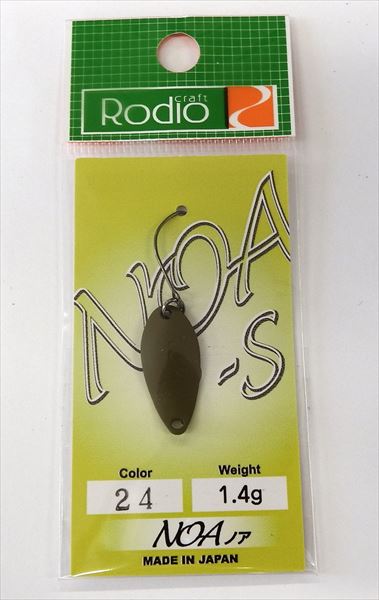 Rodio craft
NOA
-S
Color Weight
24 1.4g
NOA ノア
MADE IN JAPAN